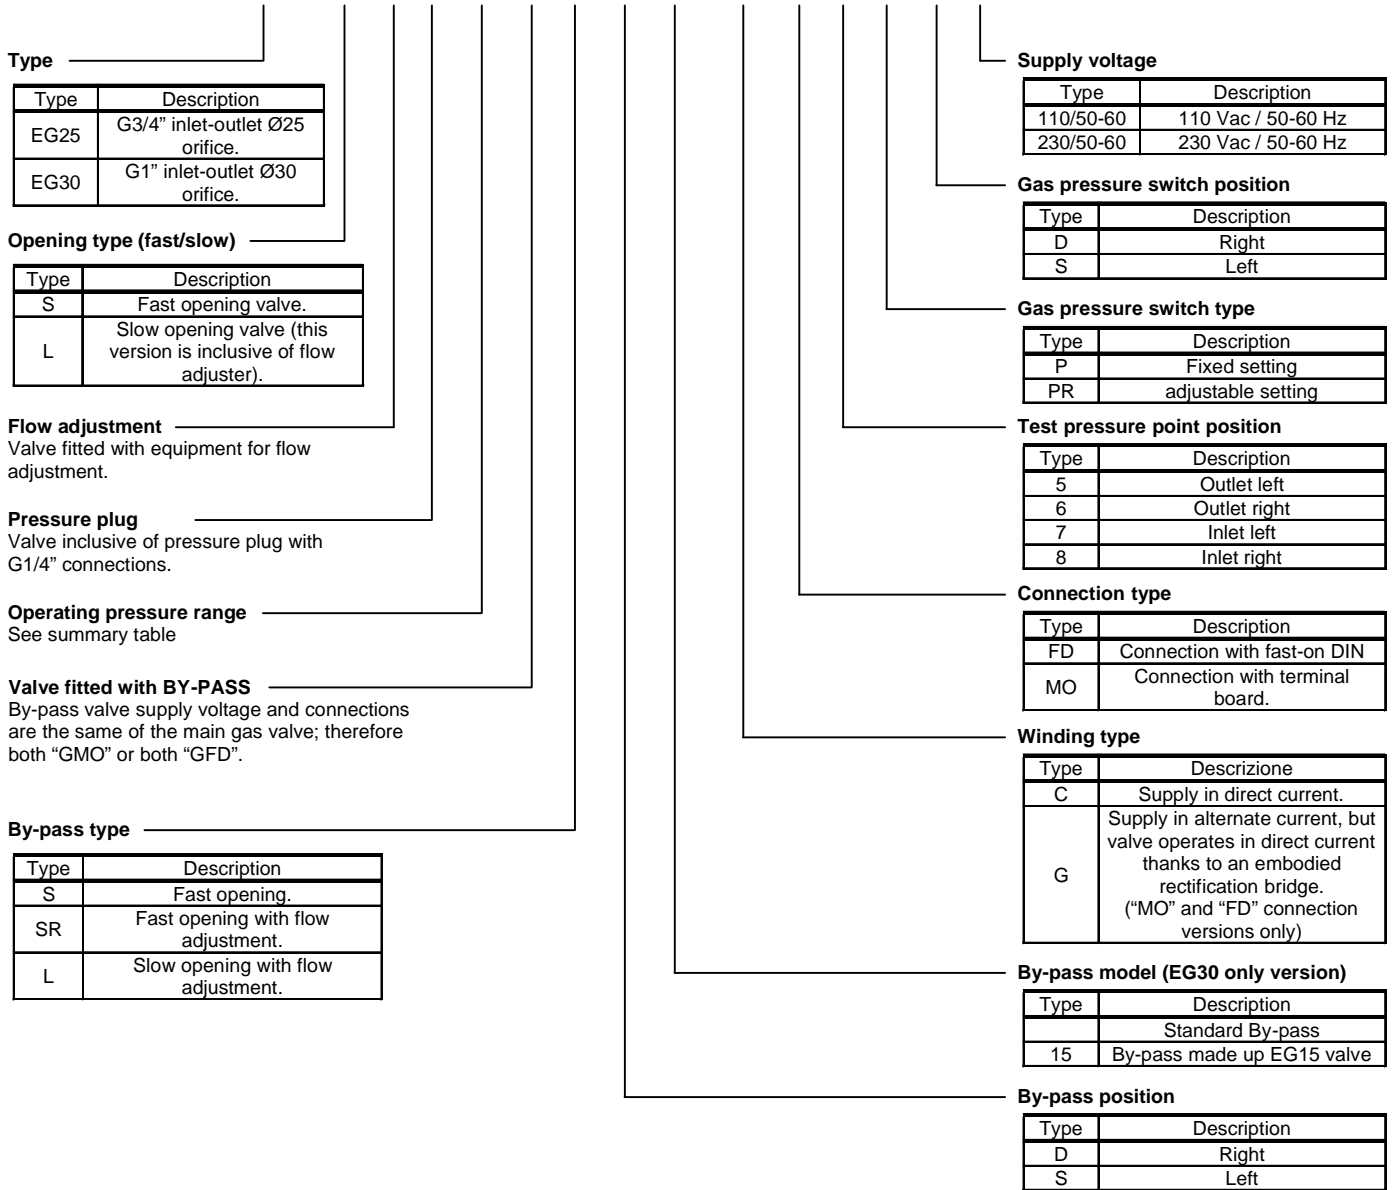 Type
Type Description
EG25 G3/4” inlet-outlet Ø25
orifice.
EG30 G1” inlet-outlet Ø30
orifice.
Opening type (fast/slow)
Type Description
S Fast opening valve.
L Slow opening valve (this
version is inclusive of flow
adjuster).
Flow adjustment
Valve fitted with equipment for flow
adjustment.
Pressure plug
Valve inclusive of pressure plug with
G1/4” connections.
Operating pressure range
See summary table
Valve fitted with BY-PASS
By-pass valve supply voltage and connections
are the same of the main gas valve; therefore
both “GMO” or both “GFD”.
By-pass type
Type Description
S Fast opening.
SR Fast opening with flow
adjustment.
L Slow opening with flow
adjustment.
Supply voltage
Type Description
110/50-60 110 Vac / 50-60 Hz
230/50-60 230 Vac / 50-60 Hz
Gas pressure switch position
Type Description
D Right
S Left
Gas pressure switch type
Type Description
P Fixed setting
PR adjustable setting
Test pressure point position
Type Description
5 Outlet left
6 Outlet right
7 Inlet left
8 Inlet right
Connection type
Type Description
FD Connection with fast-on DIN
MO Connection with terminal
board.
Winding type
Type Descrizione
C Supply in direct current.
G Supply in alternate current, but
valve operates in direct current
thanks to an embodied
rectification bridge.
(“MO” and “FD” connection
versions only)
By-pass model (EG30 only version)
Type Description
Standard By-pass
15 By-pass made up EG15 valve
By-pass position
Type Description
D Right
S Left